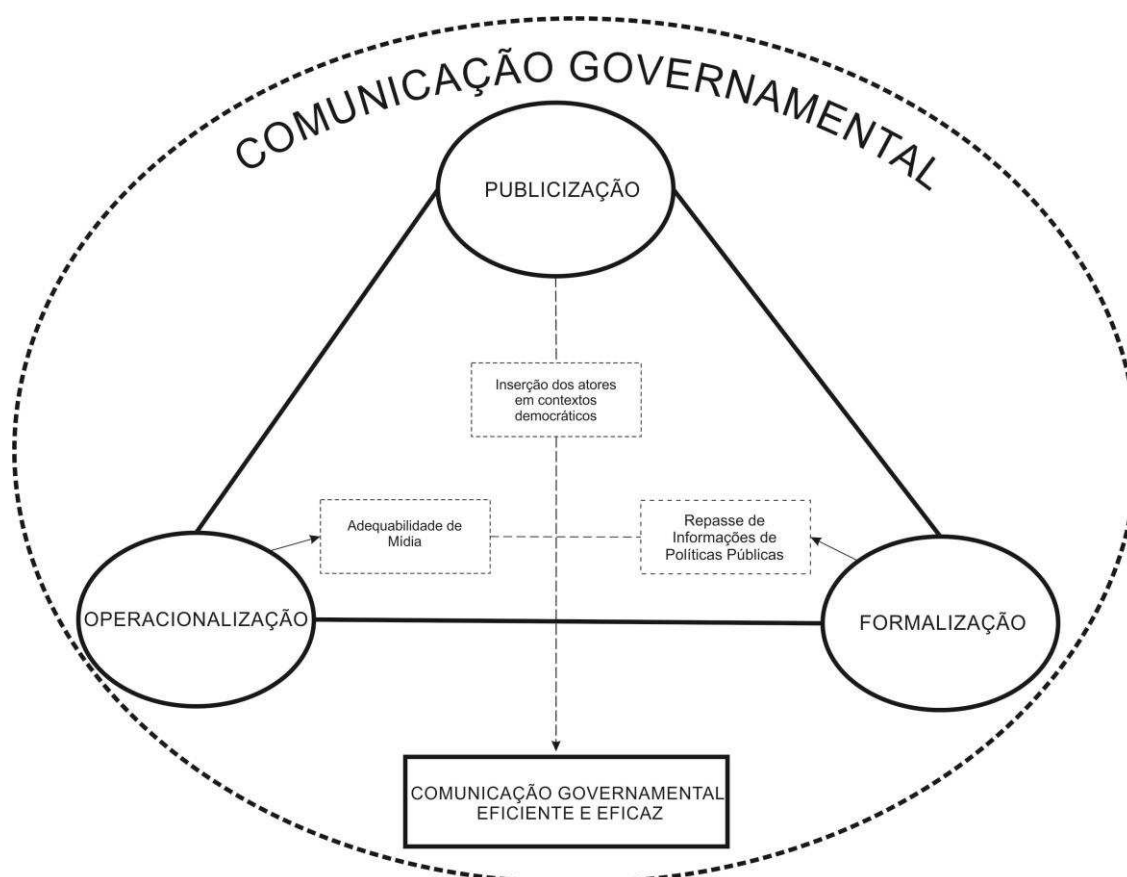 COMUNICAÇÃO GOVERNAMENTAL
PUBLICIZAÇÃO
Inserção dos atores
em contextos
democráticos
Adequabilidade de
Mídia
Repasse de
Informações de
Políticas Públicas
OPERACIONALIZAÇÃO
FORMALIZAÇÃO
COMUNICAÇÃO GOVERNAMENTAL
EFICIENTE E EFICAZ